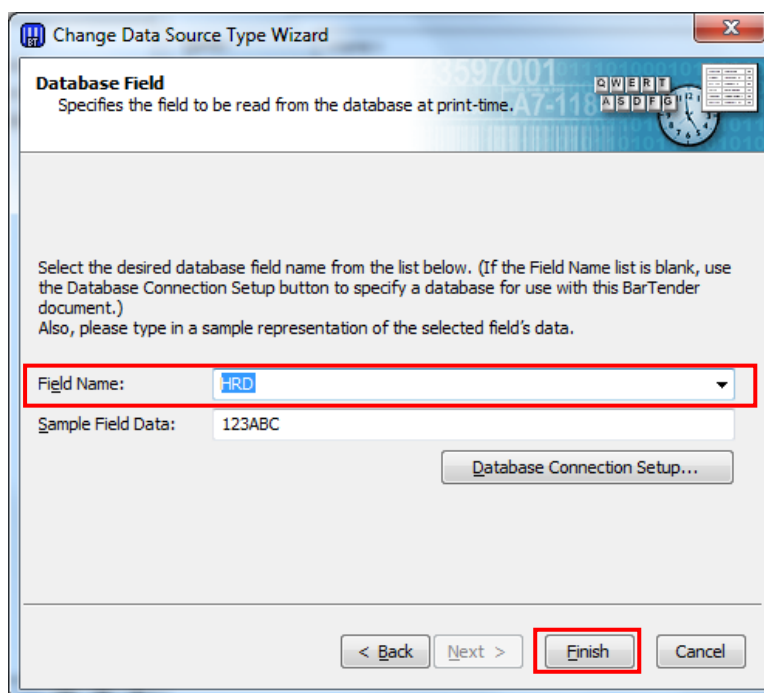 Change Data Source Type Wizard
Database Field
Specifies the field to be read from the database at print-time.
QWERT
ASDFG
Select the desired database field name from the list below. (If the Field Name list is blank, use
the Database Connection Setup button to specify a database for use with this BarTender
document.)
Also, please type in a sample representation of the selected field's data.
Field Name: HRD
Sample Field Data: 123ABC
Database Connection Setup...
< Back Next > Finish Cancel